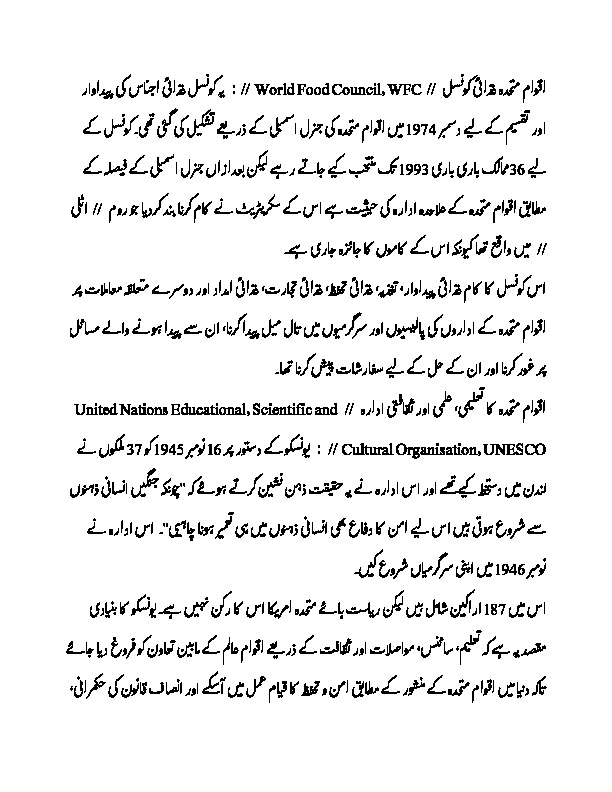 اقوام متحدہ غذائی کونسل // World Food Council, WFC // : یہ کونسل غذائی اجناس کی پیداوار
اور تقسیم کے لیے دسمبر 1974 میں اقوام متحدہ کی جنرل اسمبلی کے ذریعے تشکیل کی گئی تھی۔ کونسل کے
لیے 36 ممالک باری باری 1993 تک منتخب کیے جاتے رہے لیکن بعد ازاں جنرل اسمبلی کے فیصلہ کے
مطابق اقوام متحدہ کے علاحدہ ادارہ کی حیثیت ہے اس کے سکریٹریٹ نے کام کرنا بند کردیا جو روم // اٹلی
// میں واقع تھا کیونکہ اس کے کاموں کا جائزہ جاری ہے۔
اس کونسل کا کام غذائی پیداوار، تغذیہ، غذائی تحفظ، غذائی تجارت، غذائی امداد اور دوسرے متعلقہ معاملات پر
اقوام متحدہ کے اداروں کی پالیسیوں اور سرگرمیوں میں تال میل پیدا کرنا، ان سے پیدا ہونے والے مسائل
پر غور کرنا اور ان کے حل کے لیے سفارشات پیش کرنا تھا۔
اقوام متحدہ کا تعلیمی، علمی اور ثقافتی ادارہ // United Nations Educational, Scientific and
Cultural Organisation, UNESCO // : یونسکو کے دستور پر 16 نومبر 1945 کو 37 ملکوں نے
لندن میں دستخط کیے تھے اور اس ادارہ نے یہ حقیقت ذہن نشین کرتے ہوئے کہ "چونکہ جنگیں انسانی ذہنوں
سے شروع ہوتی ہیں اس لیے امن کا دفاع بھی انسانی ذہنوں میں ہی تعمیر ہونا چاہیے"۔ اس ادارہ نے
نومبر 1946 میں اپنی سرگرمیاں شروع کیں۔
اس میں 187 اراکین شامل ہیں لیکن ریاست ہائے متحدہ امریکا اس کا رکن نہیں ہے۔ یونسکو کا بنیادی
مقصد یہ ہے کہ تعلیم، سائنس، مواصلات اور ثقافت کے ذریعے اقوام عالم کے مابین تعاون کو فروغ دیا جائے
تاکہ دنیا میں اقوام متحدہ کے منشور کے مطابق امن و تحفظ کا قیام عمل میں آسکے اور انصاف قانون کی حکمرانی،